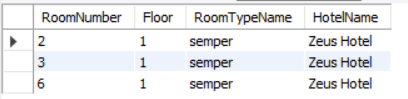 RoomNumber Floor RoomTypeName HotelName
2 1 semper Zeus Hotel
3 1 semper Zeus Hotel
6 1 semper Zeus Hotel